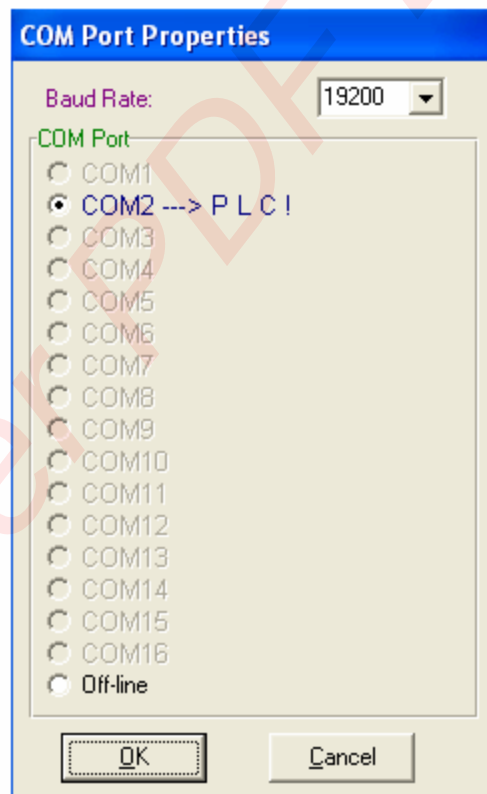 COM Port Properties
Baud Rate: 19200
COM Port
COM1
COM2 ---> P L C !
COM3
COM4
COM5
COM6
COM7
COM8
COM9
COM10
COM11
COM12
COM13
COM14
COM15
COM16
Off-line
OK Cancel